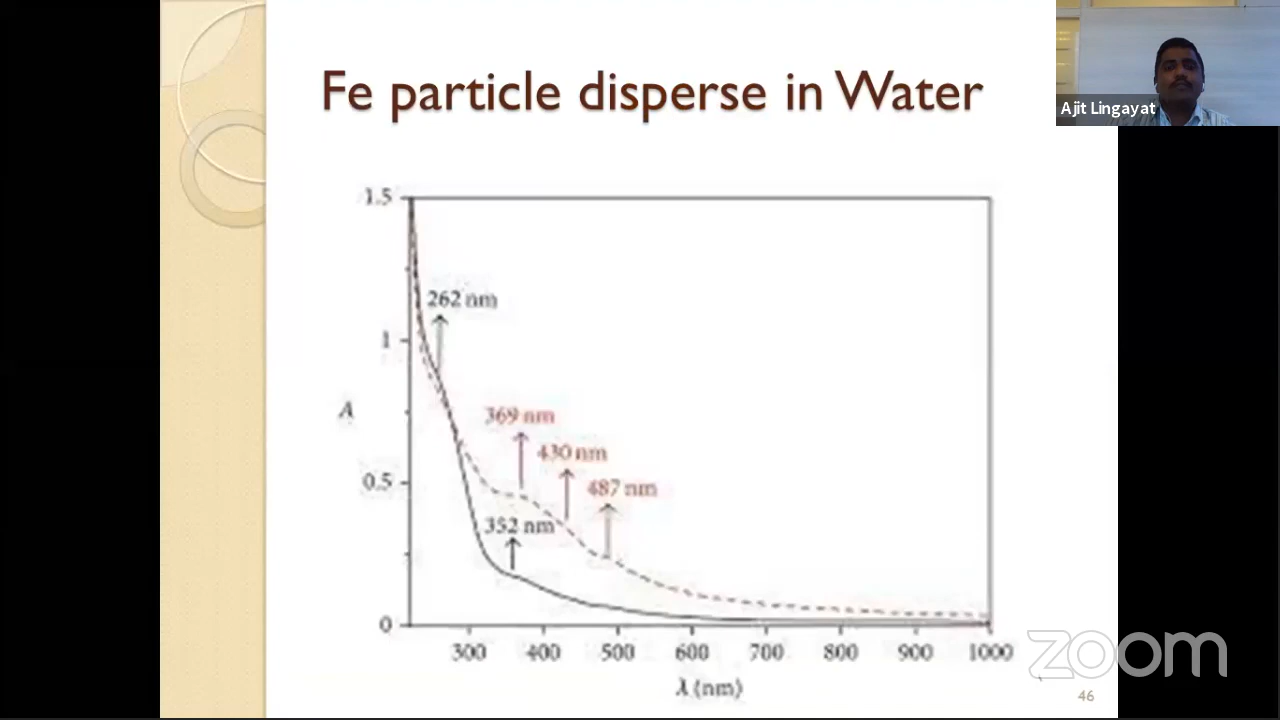 Fe particle disperse in Water
Ajit Lingayat
1.5
262 nm
1
369 nm
A
430 nm
0.5
487 nm
352 nm
0
300 400 500 600 700 800 900 1000
λ (nm)
zoom
46